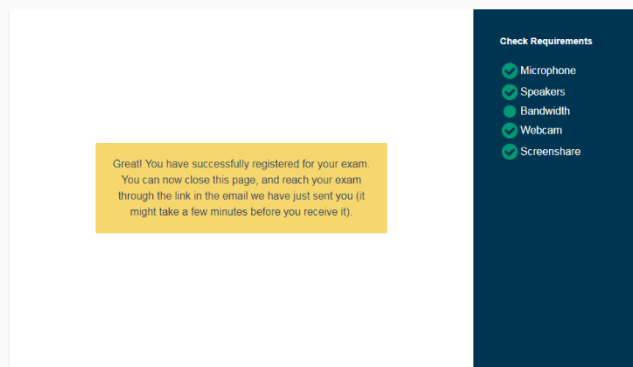 Great! You have successfully registered for your exam.
You can now close this page, and reach your exam
through the link in the email we have just sent you (it
might take a few minutes before you receive it).
Check Requirements
Microphone
Speakers
Bandwidth
Webcam
Screenshare